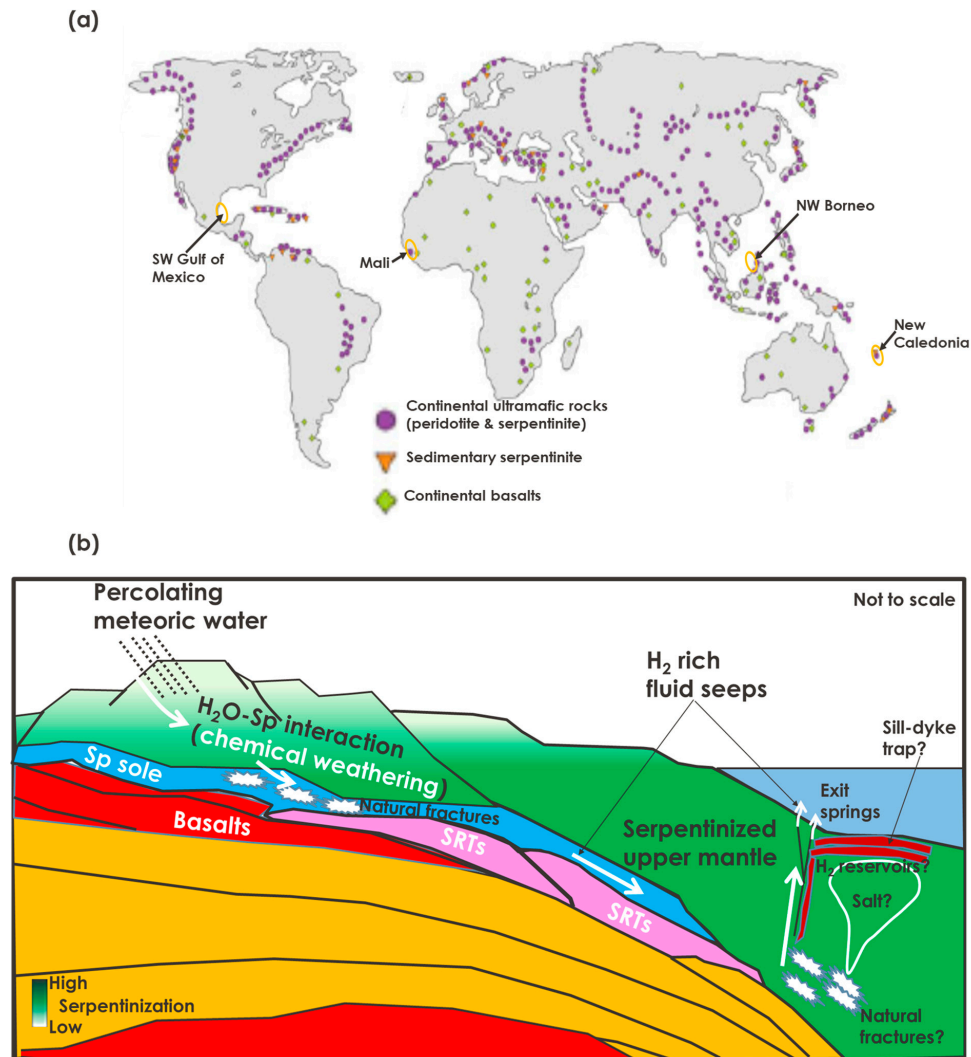 (a)
NW Borneo
SW Gulf of
Mexico
Mali
New
Caledonia
Continental ultramafic rocks
(peridotite & serpentinite)
Sedimentary serpentinite
Continental basalts
(b)
Percolating
meteoric water
Not to scale
H₂ rich
fluid seeps
H₂O-Sp interaction
(chemical weathering)
Sill-dyke
trap?
Sp sole
Natural fractures
Exit
springs
Basalts
SRTs
Serpentinized
upper mantle
H₂ reservoirs?
Salt?
SRTs
High
Serpentinization
Low
Natural
fractures?